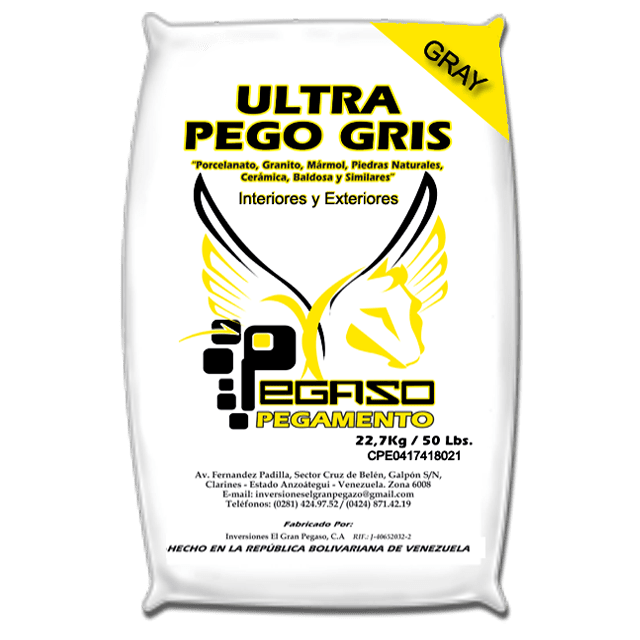 GRAY
ULTRA
PEGO GRIS
"Porcelanato, Granito, Mármol, Piedras Naturales,
Cerámica, Baldosa y Similares"
Interiores y Exteriores
PEGASO
PEGAMENTO
22,7Kg / 50 Lbs.
CPE0417418021
Av. Fernandez Padilla, Sector Cruz de Belén, Galpón S/N,
Clarines - Estado Anzoátegui - Venezuela. Zona 6008
E-mail: inversioneselgranpegazo@gmail.com
Teléfonos: (0281) 424.97.52 / (0424) 871.42.19
Fabricado Por:
Inversiones El Gran Pegaso, C.A RIF.: J-40652032-2
HECHO EN LA REPÚBLICA BOLIVARIANA DE VENEZUELA